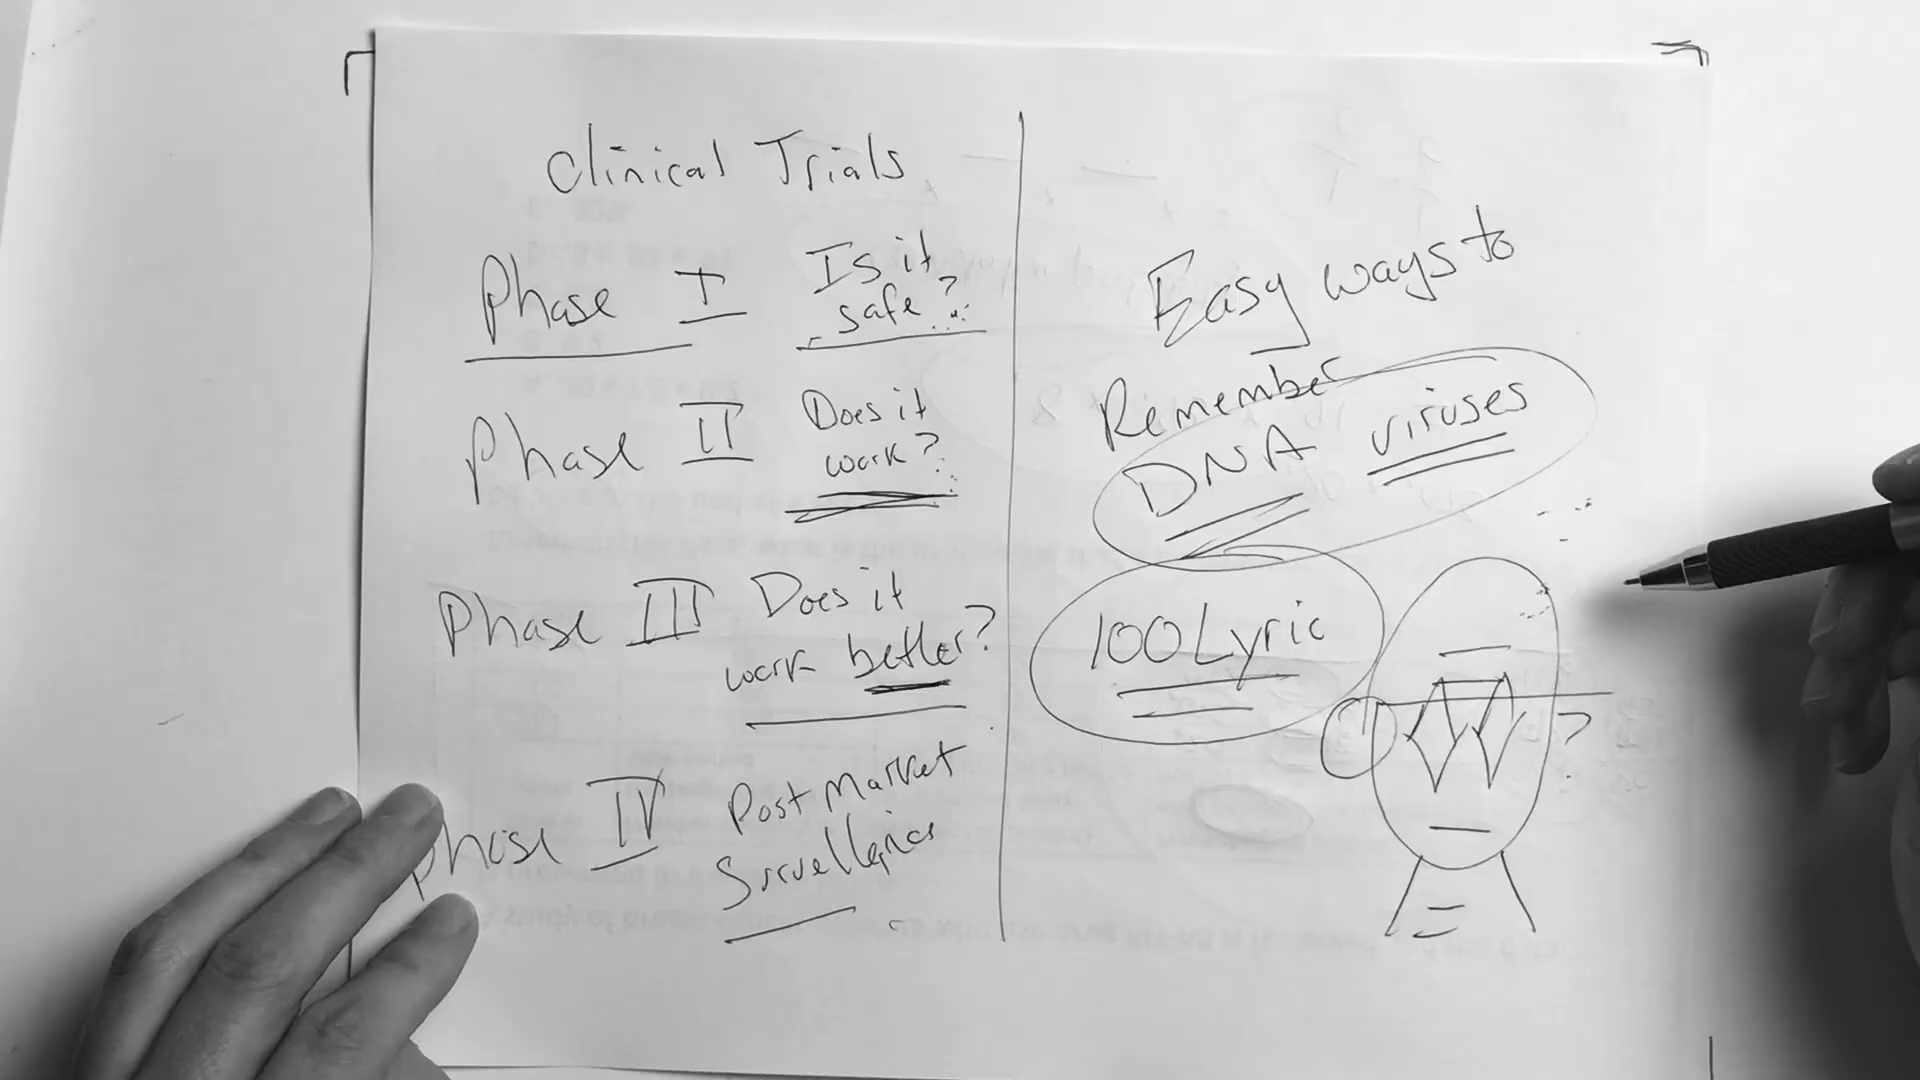 Clinical Trials
Phase I
Is it
safe?
Phase II
Does it
work?
Phase III
Does it
work better?
Phase IV
Post Market
Easy ways to
Remember
DNA viruses
100 Lyric
?